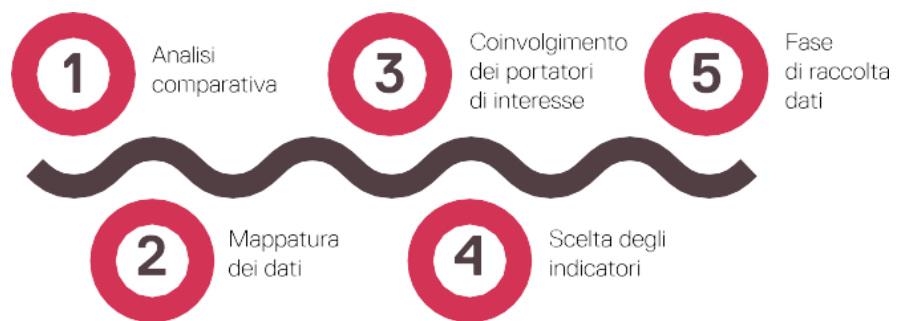 1
Analisi
comparativa
2
Mappatura
dei dati
3
Coinvolgimento
dei portatori
di interesse
4
Scelta degli
indicatori
5
Fase
di raccolta
dati